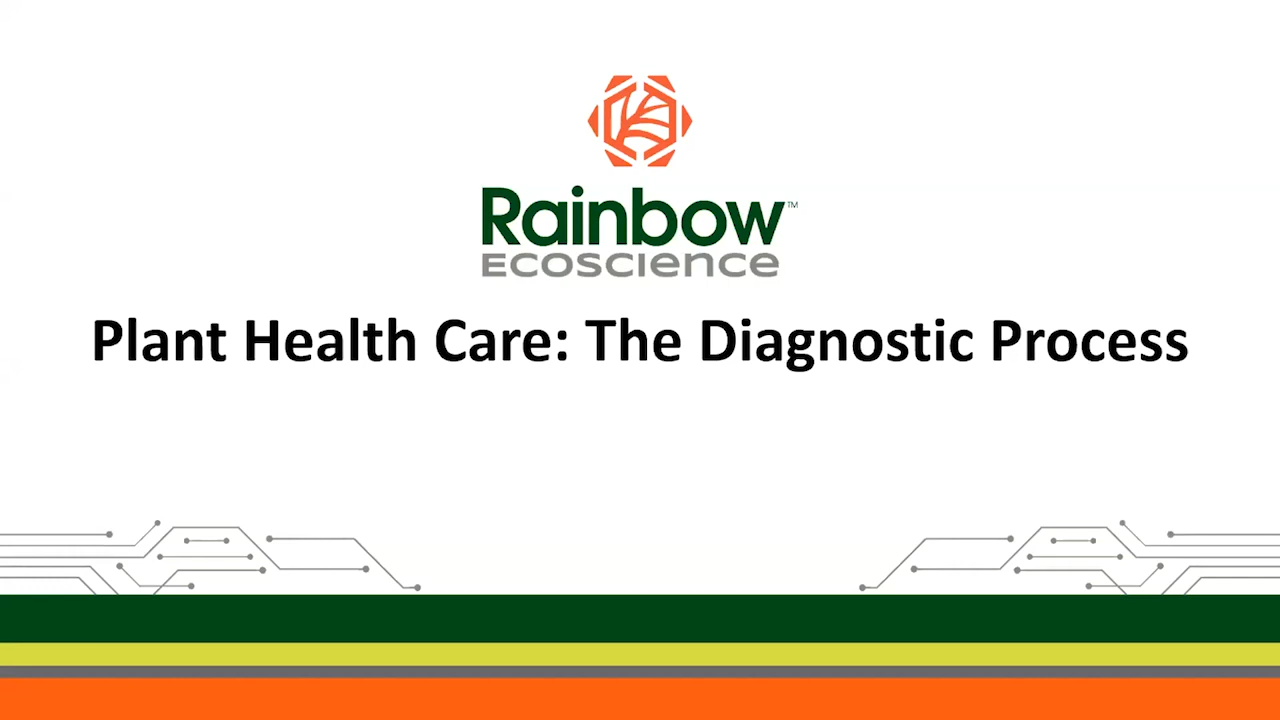 Rainbow™
Ecoscience
Plant Health Care: The Diagnostic Process